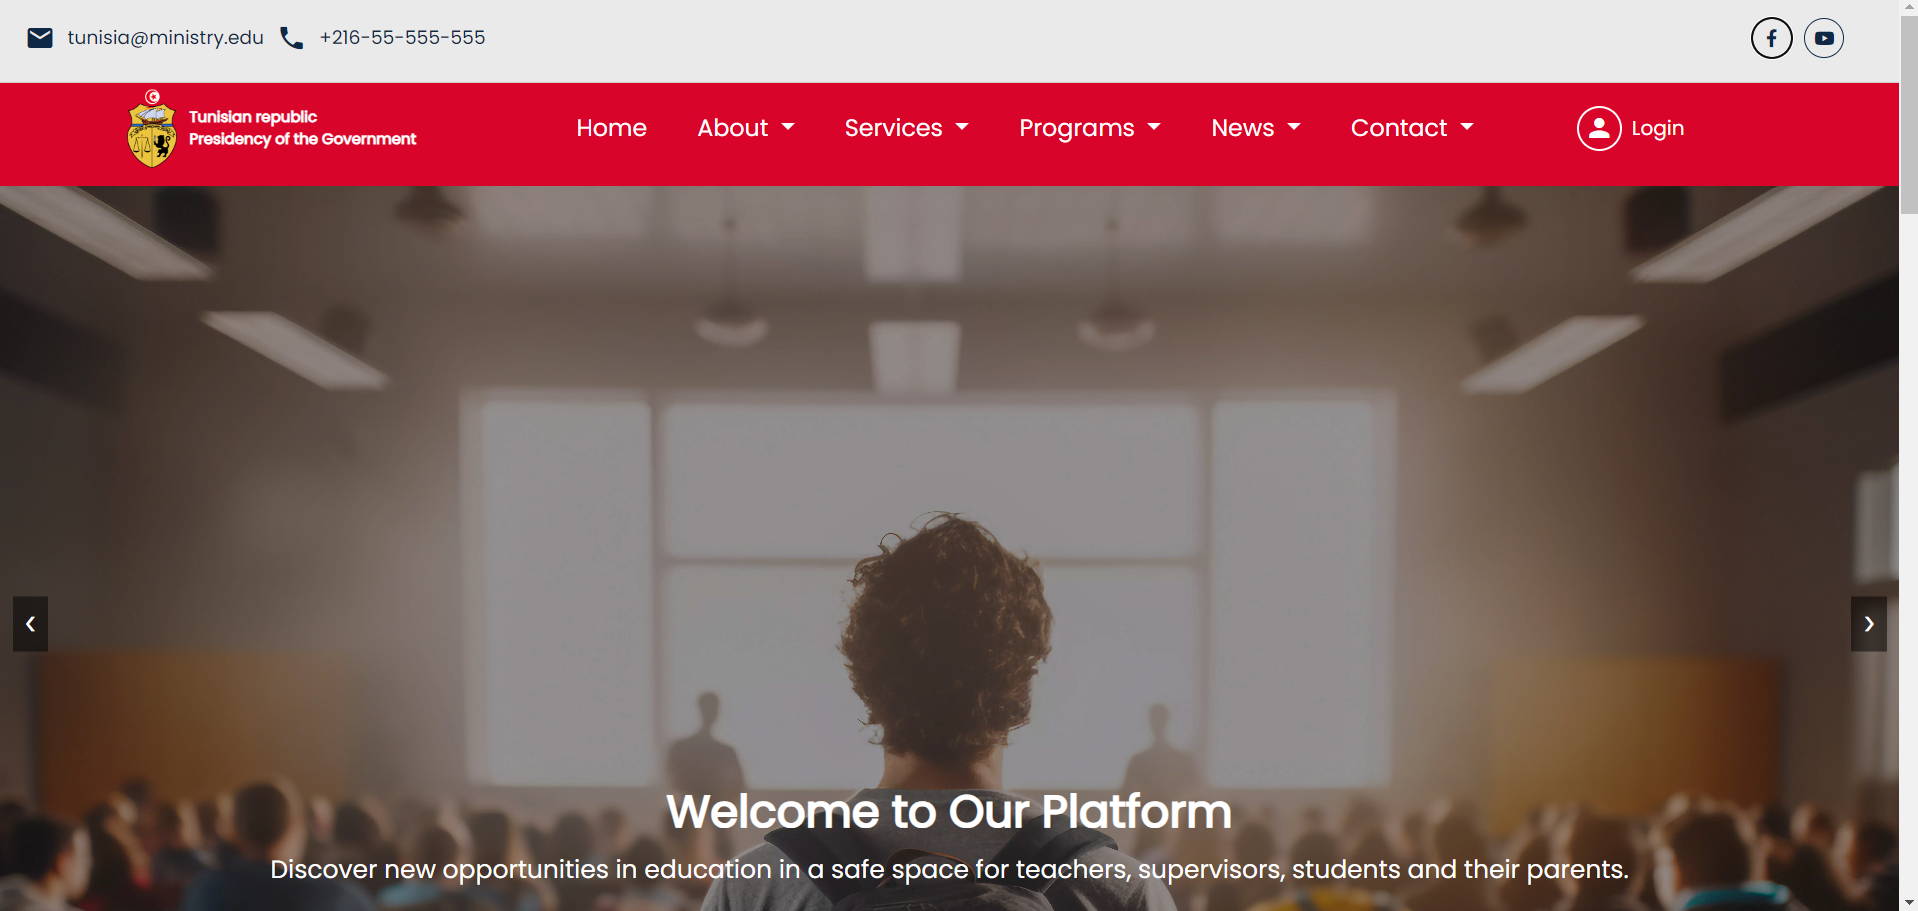 tunisia@ministry.edu +216-55-555-555
Tunisian republic
Presidency of the Government
Home About Services Programs News Contact Login
Welcome to Our Platform
Discover new opportunities in education in a safe space for teachers, supervisors, students and their parents.